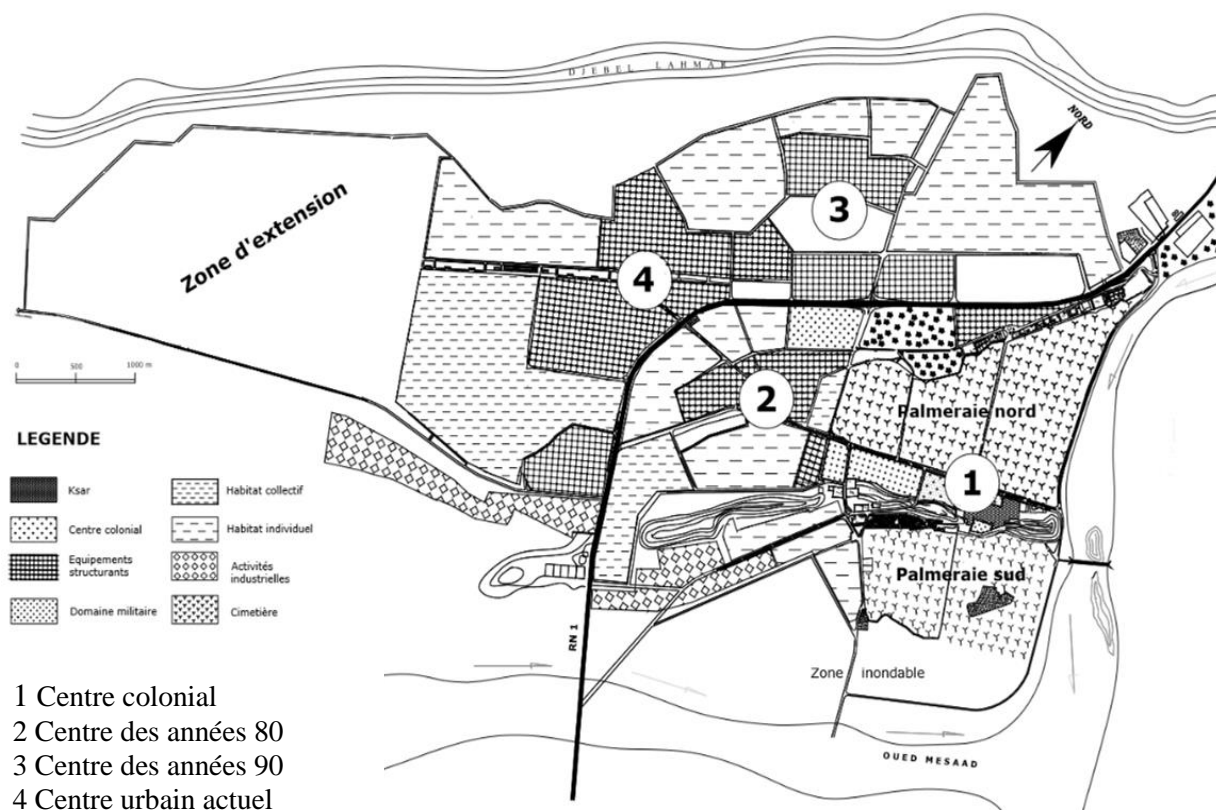 DJEBEL LAHMAR
NORD
Zone d'extension
3
4
0 500 1000 m
2
Palmeraie nord
1
LEGENDE
Ksar
Habitat collectif
Centre colonial
Habitat individuel
Equipements
structurants
Activités
industrielles
Domaine militaire
Cimetière
Palmeraie sud
RN 1
Zone inondable
OUED MESAAD
1 Centre colonial
2 Centre des années 80
3 Centre des années 90
4 Centre urbain actuel